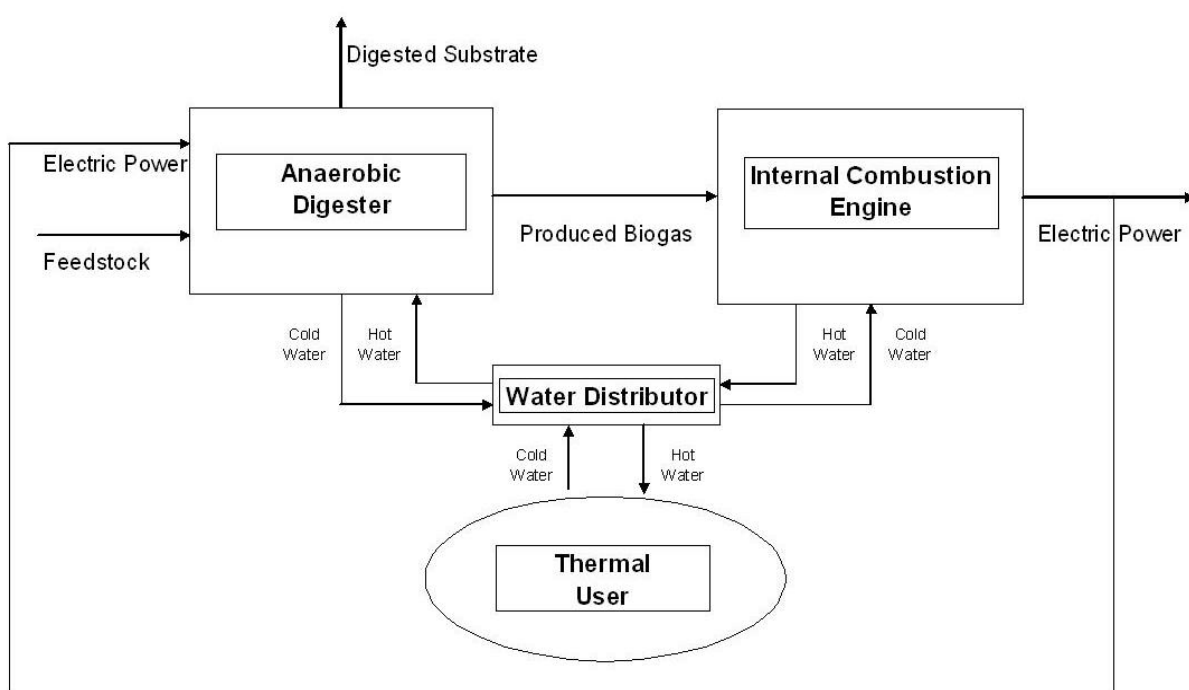 Digested Substrate
Electric Power
Anaerobic
Digester
Internal Combustion
Engine
Feedstock
Produced Biogas
Electric Power
Cold
Water
Hot
Water
Hot
Water
Cold
Water
Water Distributor
Cold
Water
Hot
Water
Thermal
User